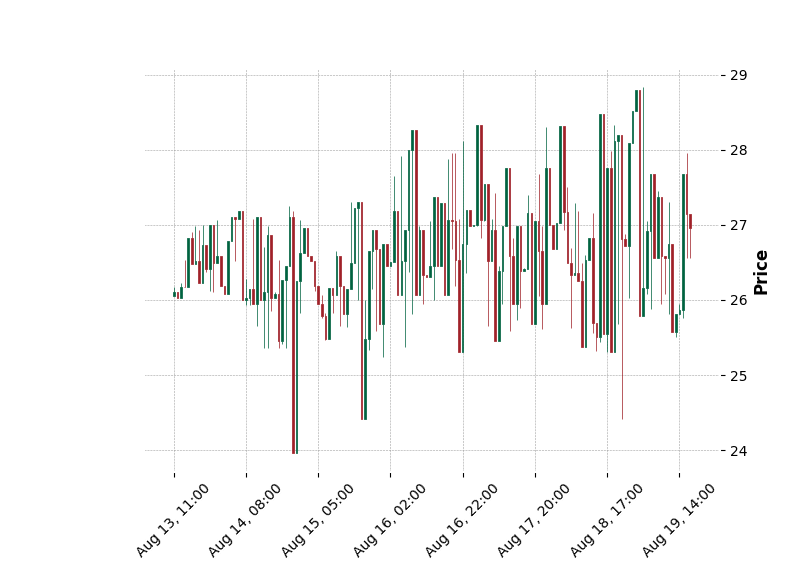 29
28
27
26
25
24
Price
Aug 13, 11:00
Aug 14, 08:00
Aug 15, 05:00
Aug 16, 02:00
Aug 16, 22:00
Aug 17, 20:00
Aug 18, 17:00
Aug 19, 14:00